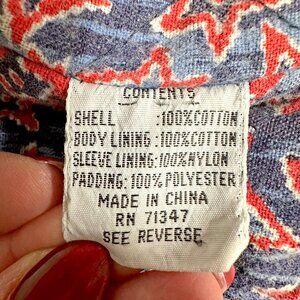 CONTENTS
SHELL :100%COTTON
BODY LINING:100%COTTON
SLEEVE LINING:100%NYLON
PADDING:100%POLYESTER
MADE IN CHINA
RN 71347
SEE REVERSE